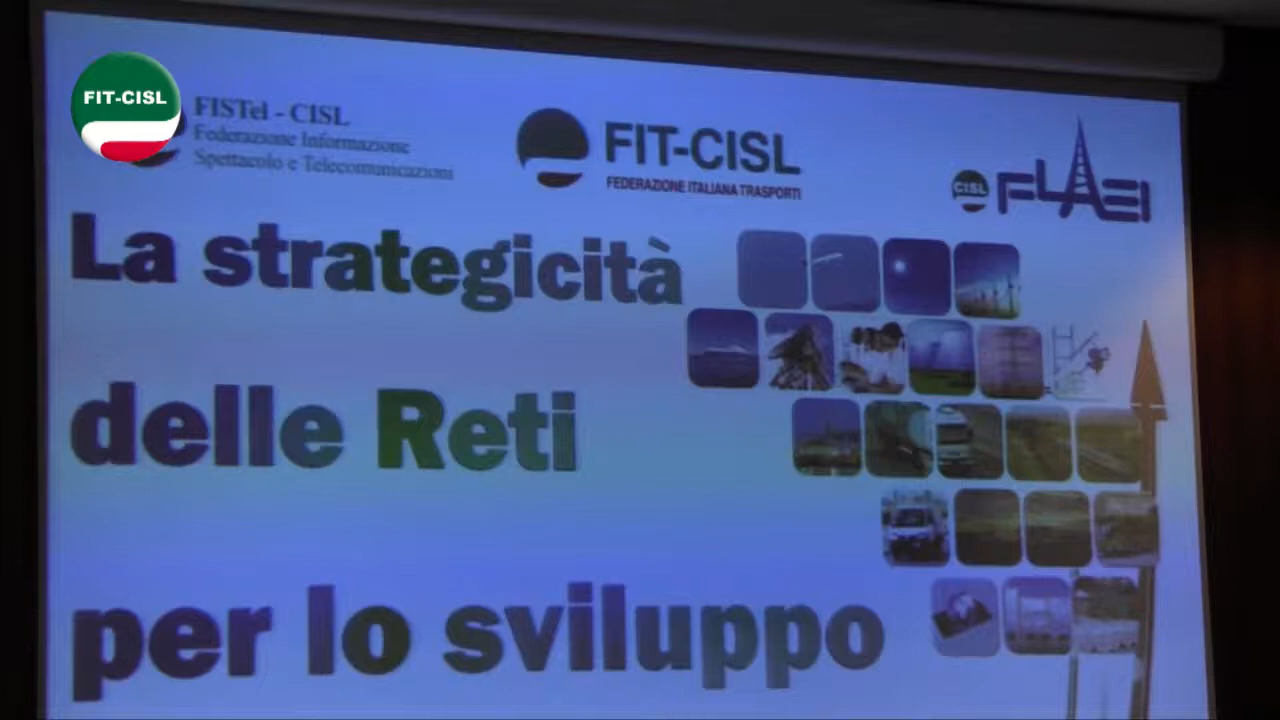 FIT-CISL
FISTel - CISL
Federazione Informazione
Spettacolo e Telecomunicazioni
FIT-CISL
FEDERAZIONE ITALIANA TRASPORTI
CISL FLAEI
La strategicità
delle Reti
per lo sviluppo